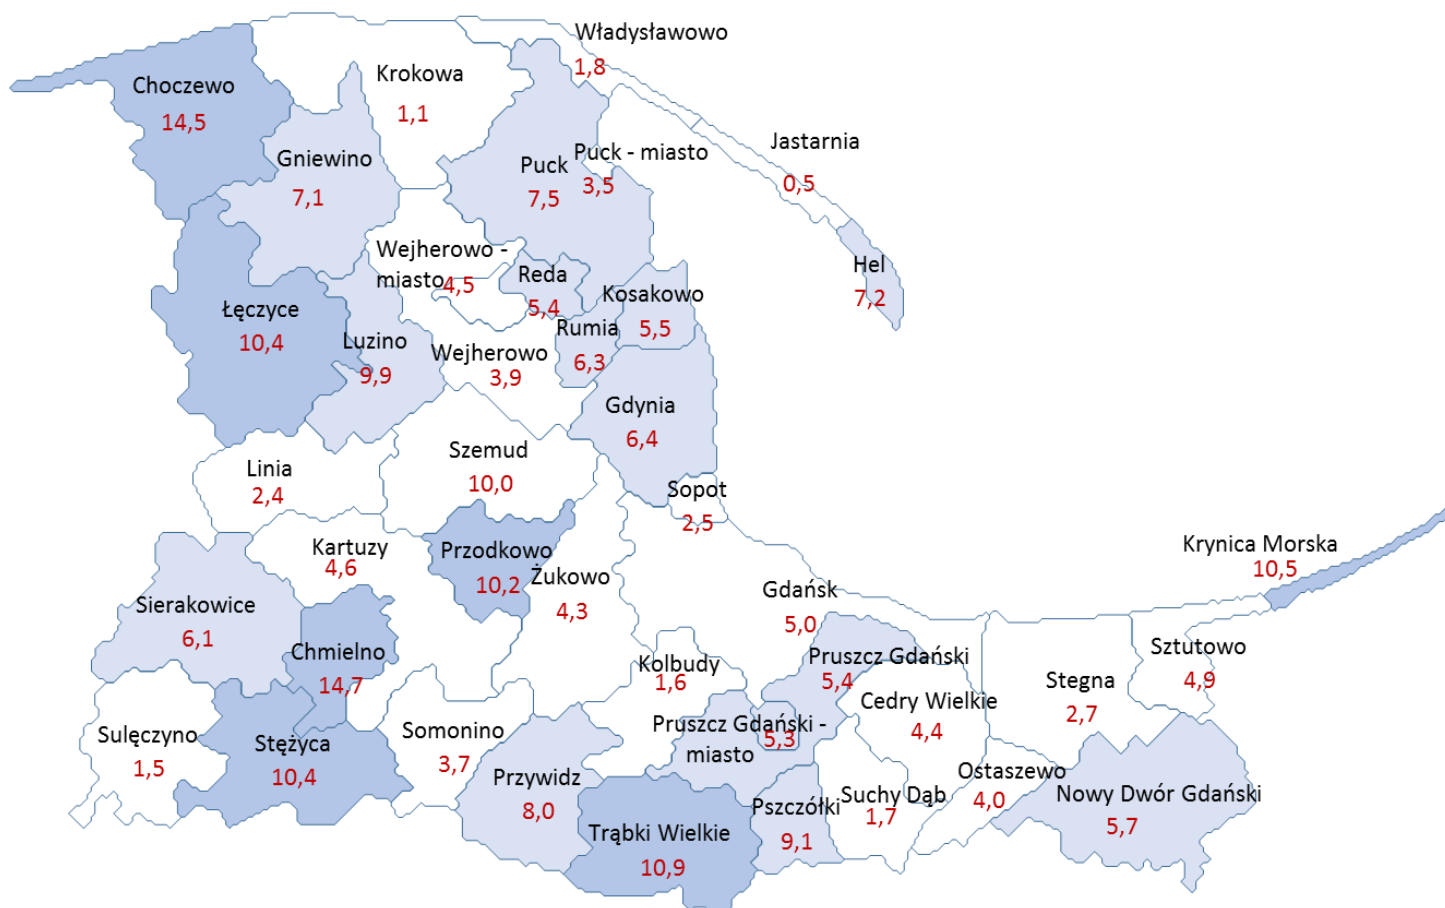 Władysławowo
1,8
Krokowa
1,1
Choczewo
14,5
Jastarnia
0,5
Gniewino
7,1
Puck
7,5
Puck - miasto
3,5
Wejherowo -
miasto
4,5
Reda
5,4
Hel
7,2
Kosakowo
5,5
Łęczyce
10,4
Luzino
9,9
Rumia
6,3
Wejherowo
3,9
Gdynia
6,4
Szemud
10,0
Linia
2,4
Sopot
2,5
Kartuzy
4,6
Przodkowo
10,2
Żukowo
4,3
Krynica Morska
10,5
Gdańsk
5,0
Sierakowice
6,1
Chmielno
14,7
Kolbudy
1,6
Pruszcz Gdański
5,4
Sztutowo
4,9
Stegna
2,7
Cedry Wielkie
4,4
Sulęczyno
1,5
Stężyca
10,4
Somonino
3,7
Pruszcz Gdański -
miasto
5,3
Przywidz
8,0
Ostaszewo
4,0
Nowy Dwór Gdański
5,7
Suchy Dąb
1,7
Pszczółki
9,1
Trąbki Wielkie
10,9